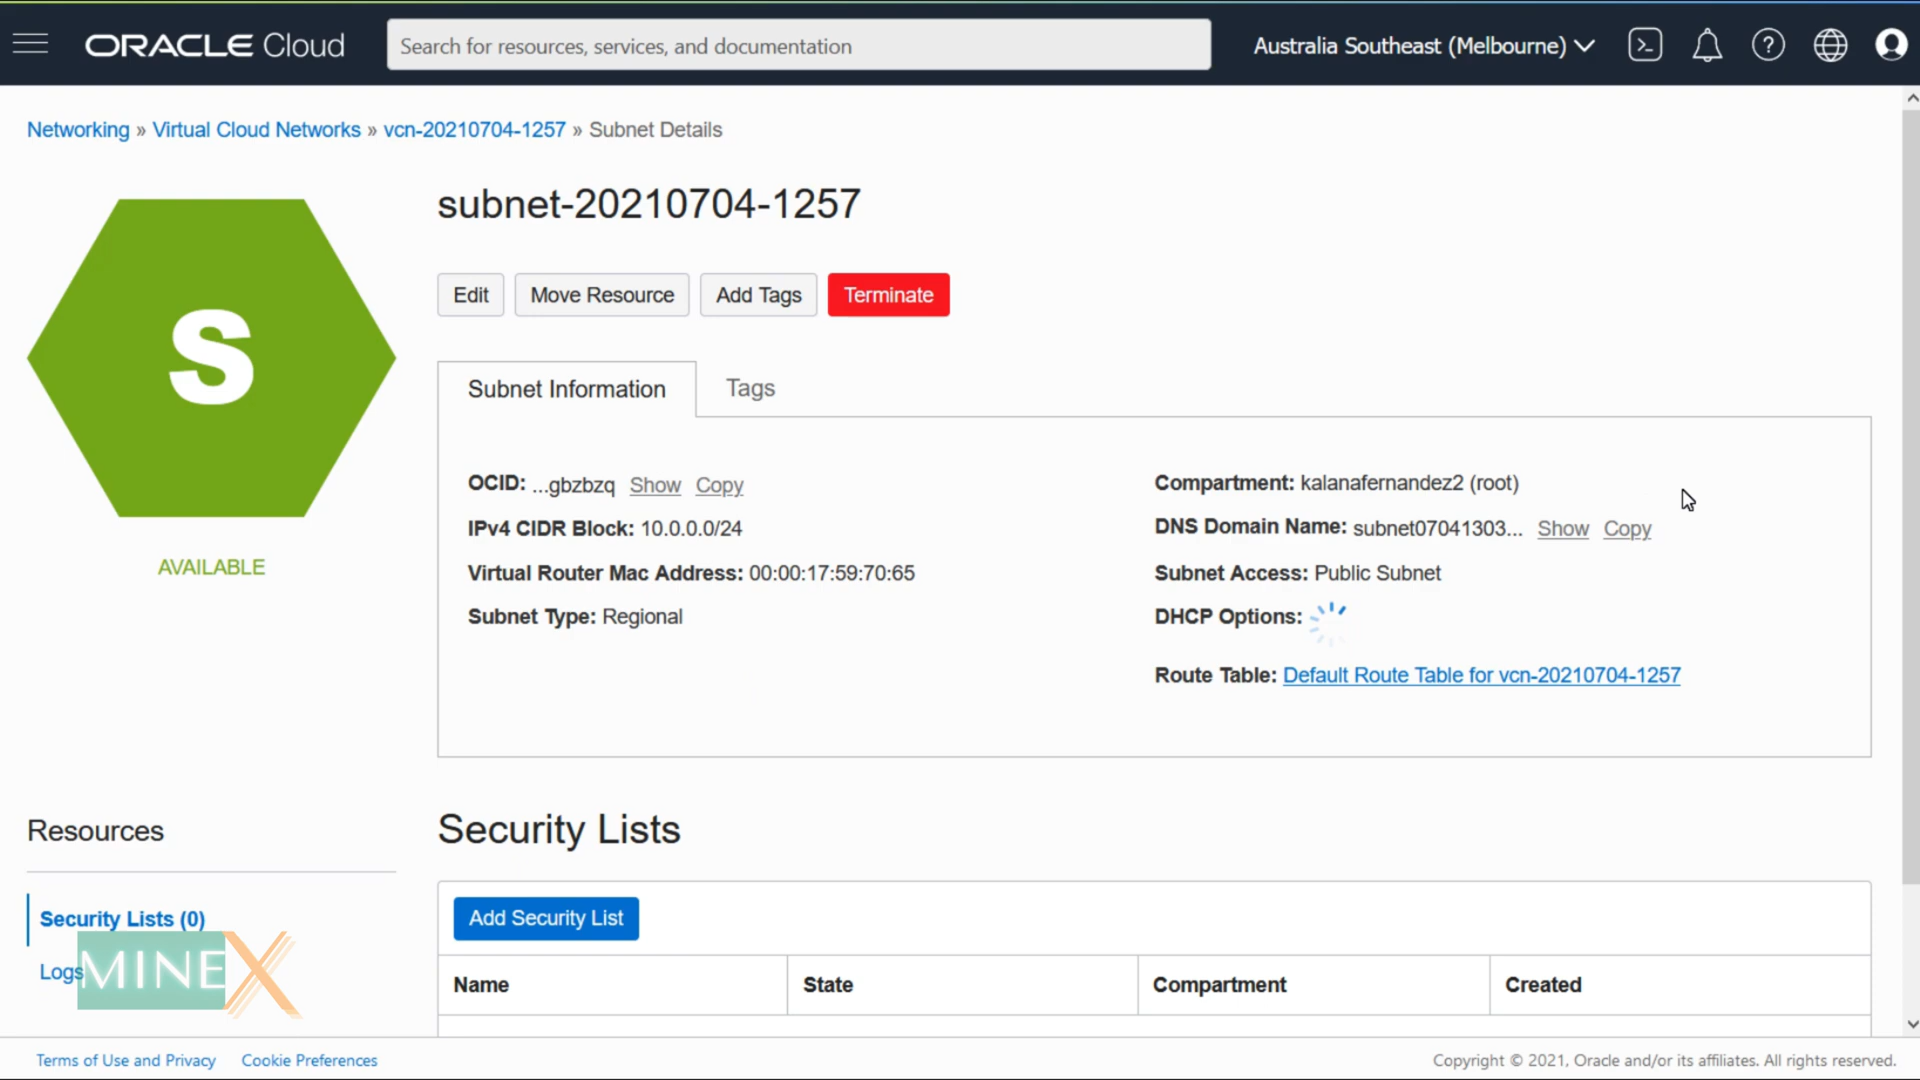 ORACLE Cloud
Search for resources, services, and documentation
Australia Southeast (Melbourne)
Networking » Virtual Cloud Networks » vcn-20210704-1257 » Subnet Details
S
AVAILABLE
subnet-20210704-1257
Edit
Move Resource
Add Tags
Terminate
Subnet Information
Tags
OCID: ...gbzbzq Show Copy
IPv4 CIDR Block: 10.0.0.0/24
Virtual Router Mac Address: 00:00:17:59:70:65
Subnet Type: Regional
Compartment: kalanafernandez2 (root)
DNS Domain Name: subnet07041303... Show Copy
Subnet Access: Public Subnet
DHCP Options:
Route Table: Default Route Table for vcn-20210704-1257
Resources
Security Lists (0)
Logs
MINEX
Security Lists
Add Security List
Name State Compartment Created
Terms of Use and Privacy Cookie Preferences
Copyright © 2021, Oracle and/or its affiliates. All rights reserved.